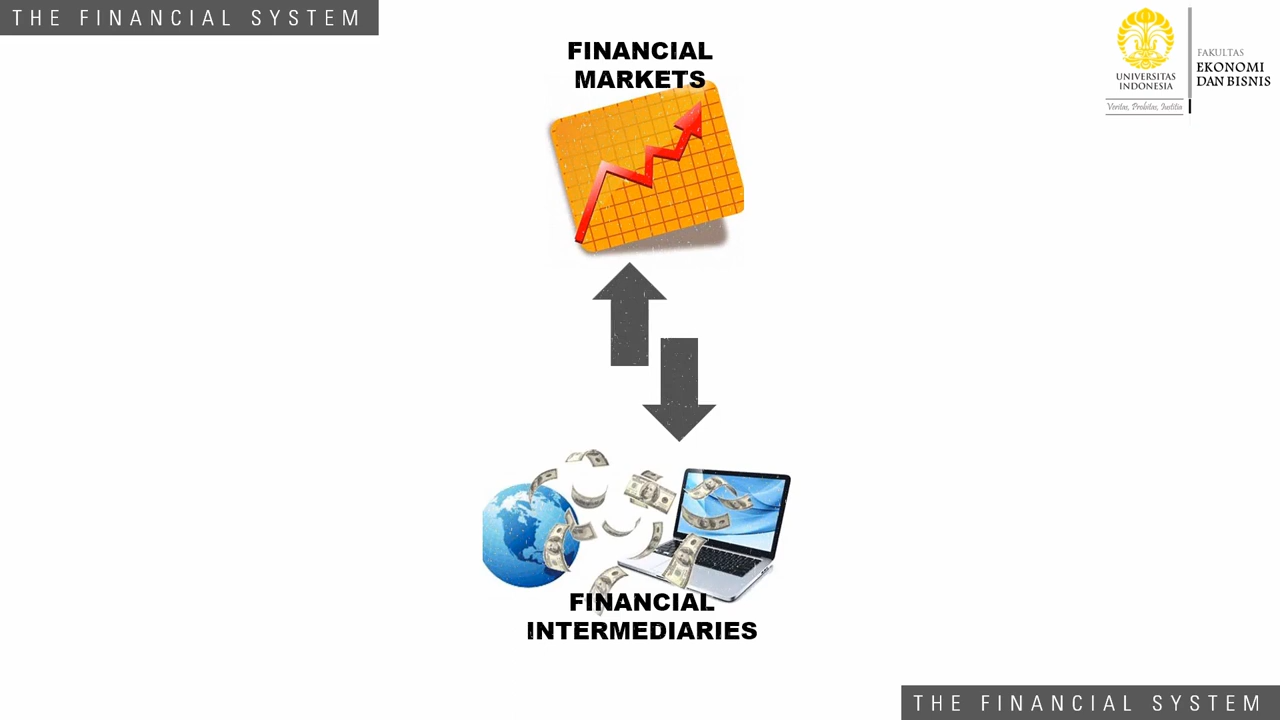 THE FINANCIAL SYSTEM
FINANCIAL
MARKETS
UNIVERSITAS
INDONESIA
Veritas, Probitas, Iustitia
FAKULTAS
EKONOMI
DAN BISNIS
FINANCIAL
INTERMEDIARIES
THE FINANCIAL SYSTEM